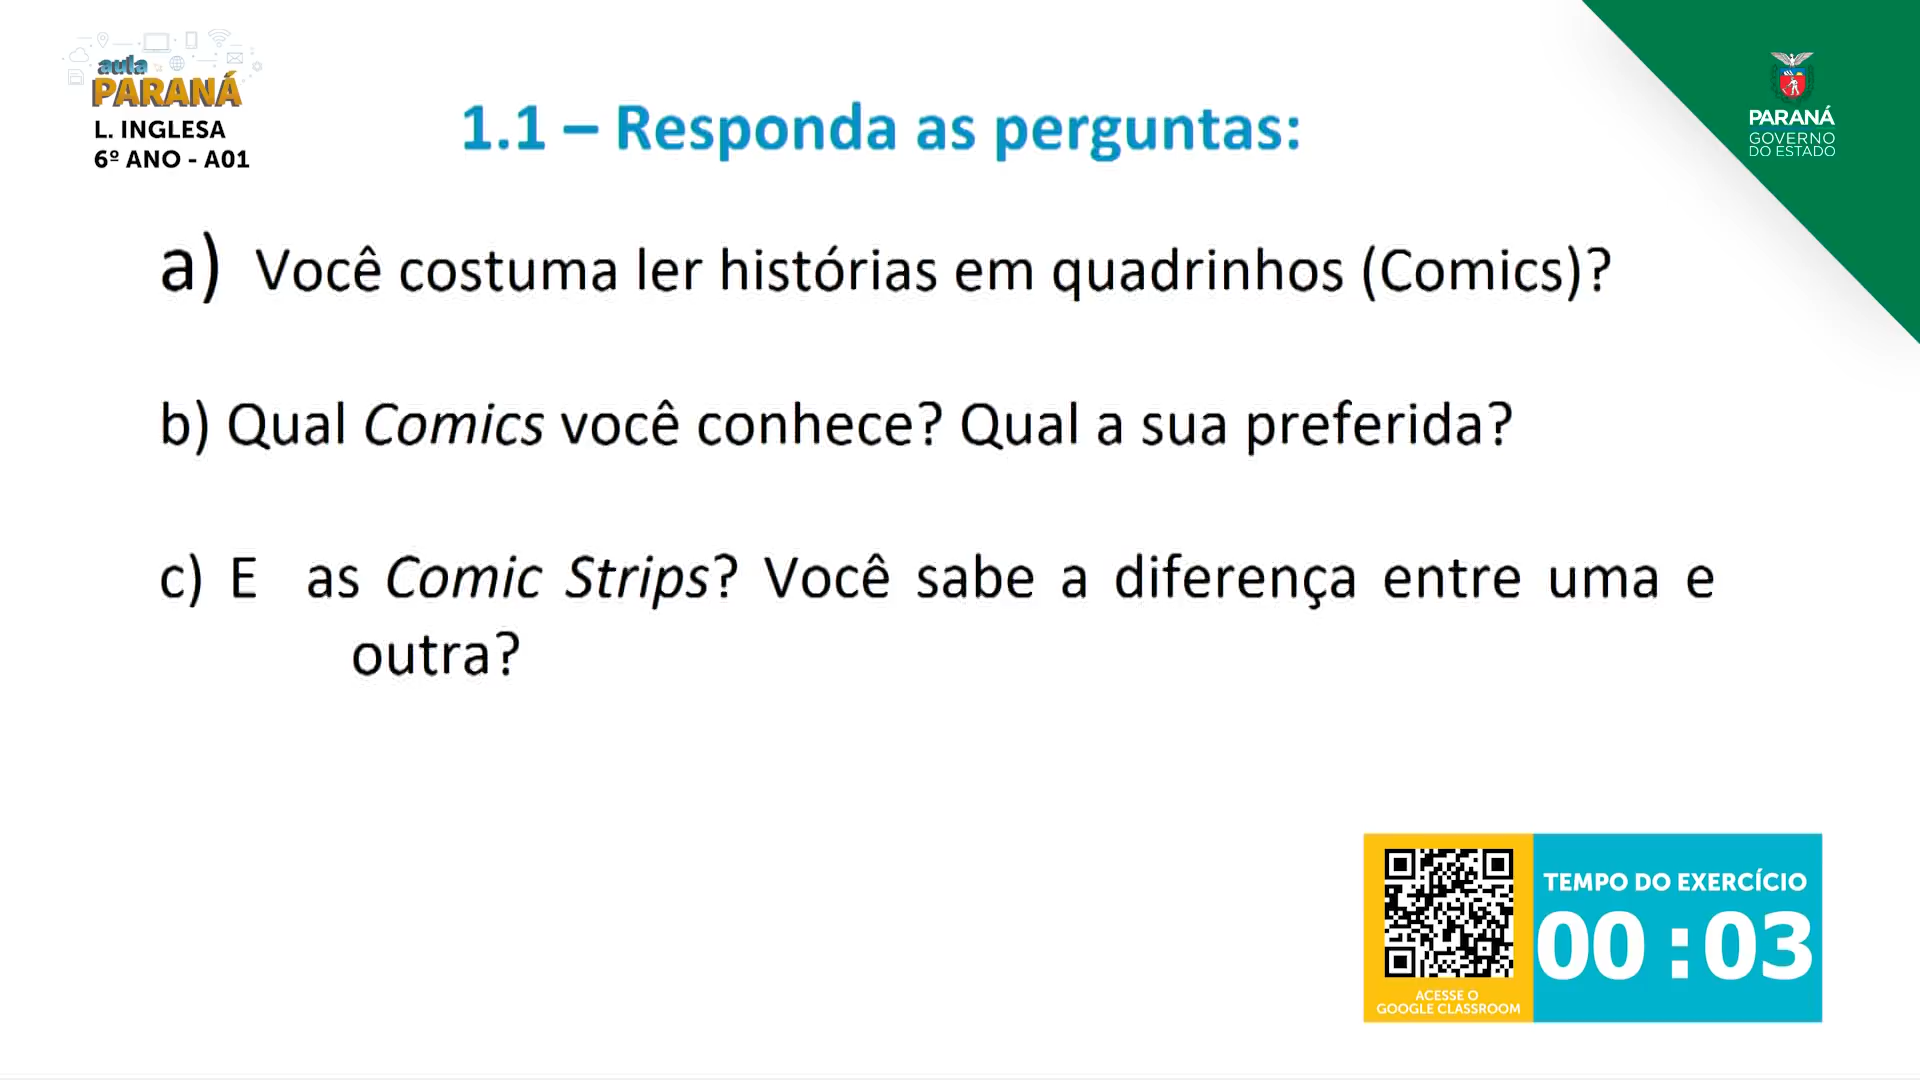 aula
PARANÁ
L. INGLESA
6º ANO - A01
1.1 – Responda as perguntas:
PARANÁ
GOVERNO
DO ESTADO
a) Você costuma ler histórias em quadrinhos (Comics)?
b) Qual Comics você conhece? Qual a sua preferida?
c) E as Comic Strips? Você sabe a diferença entre uma e
outra?
TEMPO DO EXERCÍCIO
00:03
ACESSE O
GOOGLE CLASSROOM